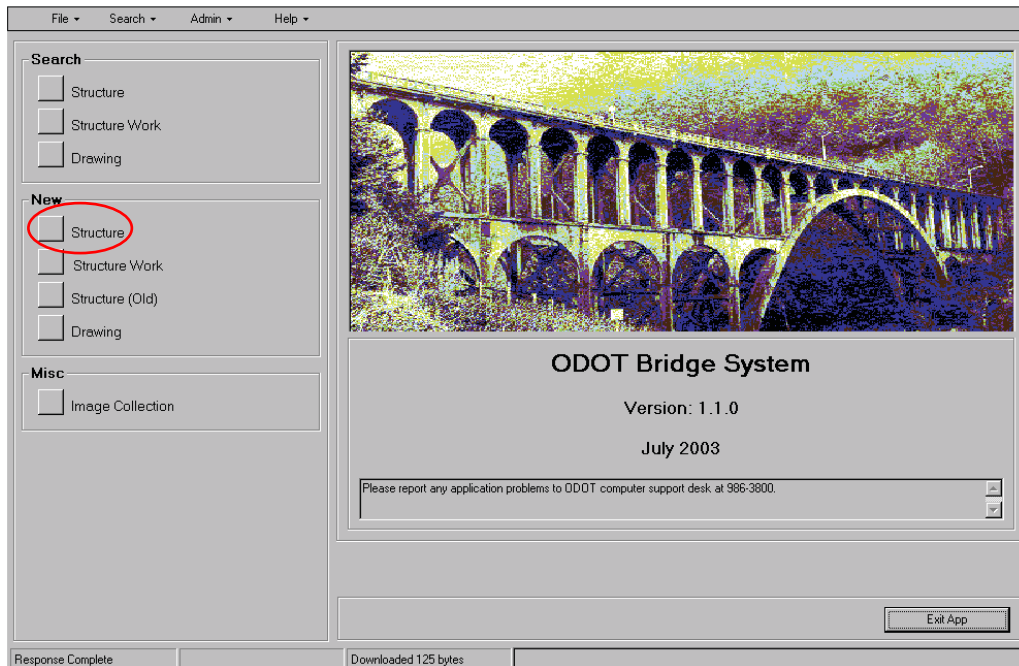 File Search Admin Help
Search
Structure
Structure Work
Drawing
New
Structure
Structure Work
Structure (Old)
Drawing
Misc
Image Collection
ODOT Bridge System
Version: 1.1.0
July 2003
Please report any application problems to ODOT computer support desk at 986-3800.
Exit App
Response Complete Downloaded 125 bytes